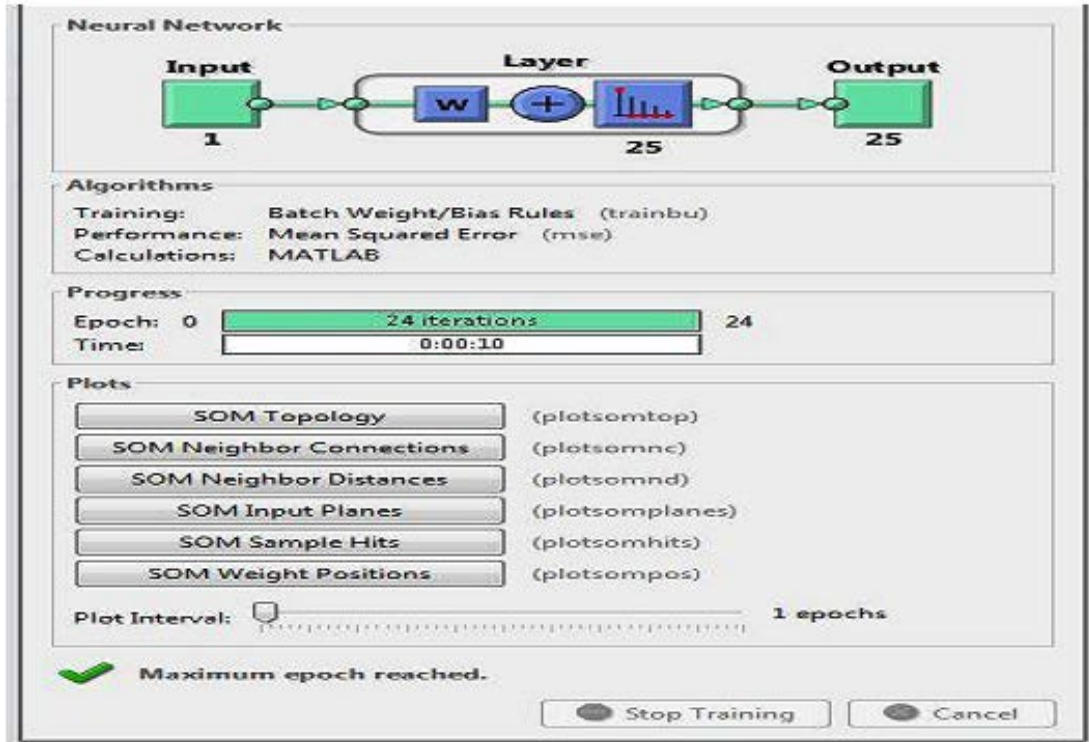 Neural Network
Input
Layer
Output
W
+
1
25
25
Algorithms
Training: Batch Weight/Bias Rules (trainbu)
Performance: Mean Squared Error (mse)
Calculations: MATLAB
Progress
Epoch: 0 24 iterations 24
Time: 0:00:10
Plots
SOM Topology (plotsomtop)
SOM Neighbor Connections (plotsomnc)
SOM Neighbor Distances (plotsomnd)
SOM Input Planes (plotsomplanes)
SOM Sample Hits (plotsomhits)
SOM Weight Positions (plotsompos)
Plot Interval: 1 epochs
Maximum epoch reached.
Stop Training Cancel